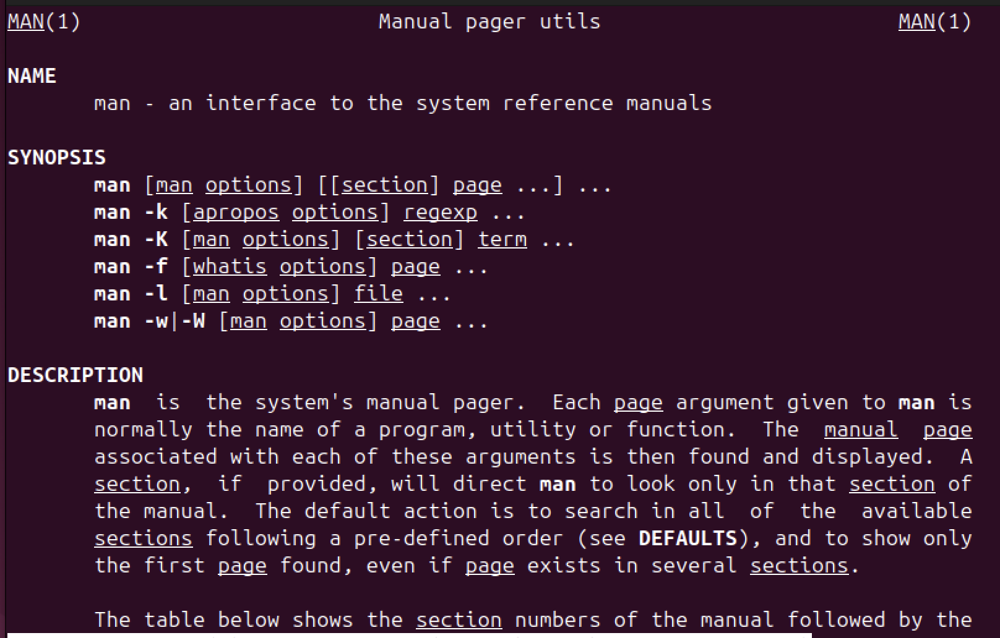 MAN(1) Manual pager utils MAN(1)
NAME
man - an interface to the system reference manuals
SYNOPSIS
man [man options] [[section] page ...] ...
man -k [apropos options] regexp ...
man -K [man options] [section] term ...
man -f [whatis options] page ...
man -l [man options] file ...
man -w|-W [man options] page ...
DESCRIPTION
man is the system's manual pager. Each page argument given to man is
normally the name of a program, utility or function. The manual page
associated with each of these arguments is then found and displayed. A
section, if provided, will direct man to look only in that section of
the manual. The default action is to search in all of the available
sections following a pre-defined order (see DEFAULTS), and to show only
the first page found, even if page exists in several sections.
The table below shows the section numbers of the manual followed by the